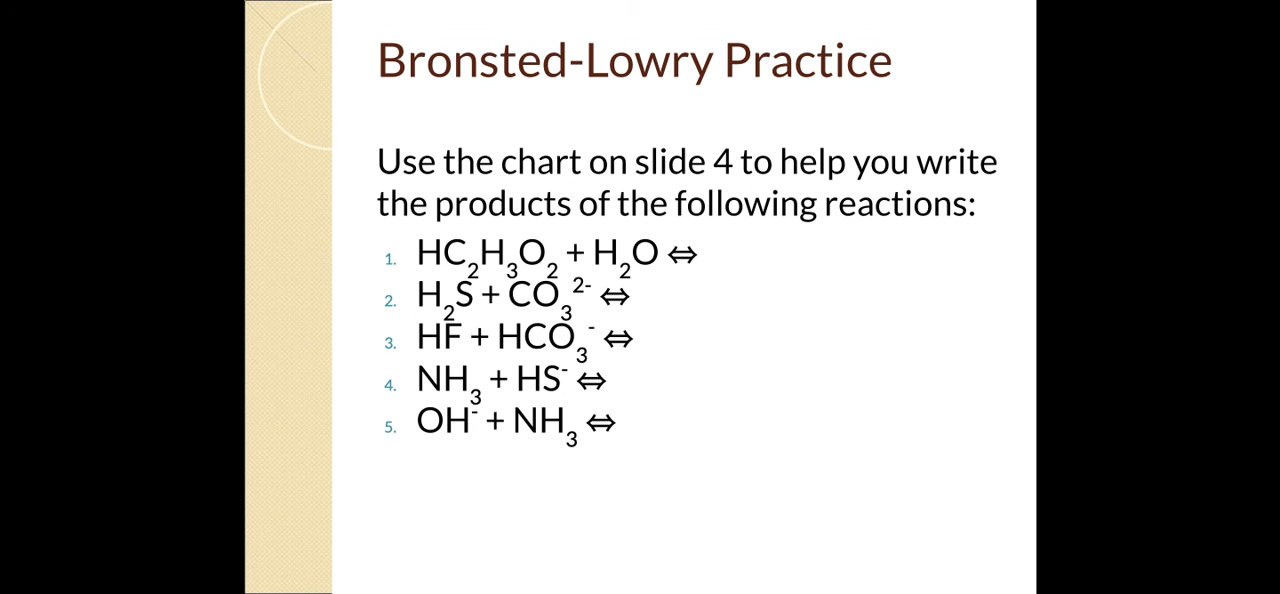 Bronsted-Lowry Practice
Use the chart on slide 4 to help you write
the products of the following reactions:
1. HC₂H₃O₂ + H₂O ⇔
2. H₂S + CO₃²⁻ ⇔
3. HF + HCO₃⁻ ⇔
4. NH₃ + HS⁻ ⇔
5. OH⁻ + NH₃ ⇔